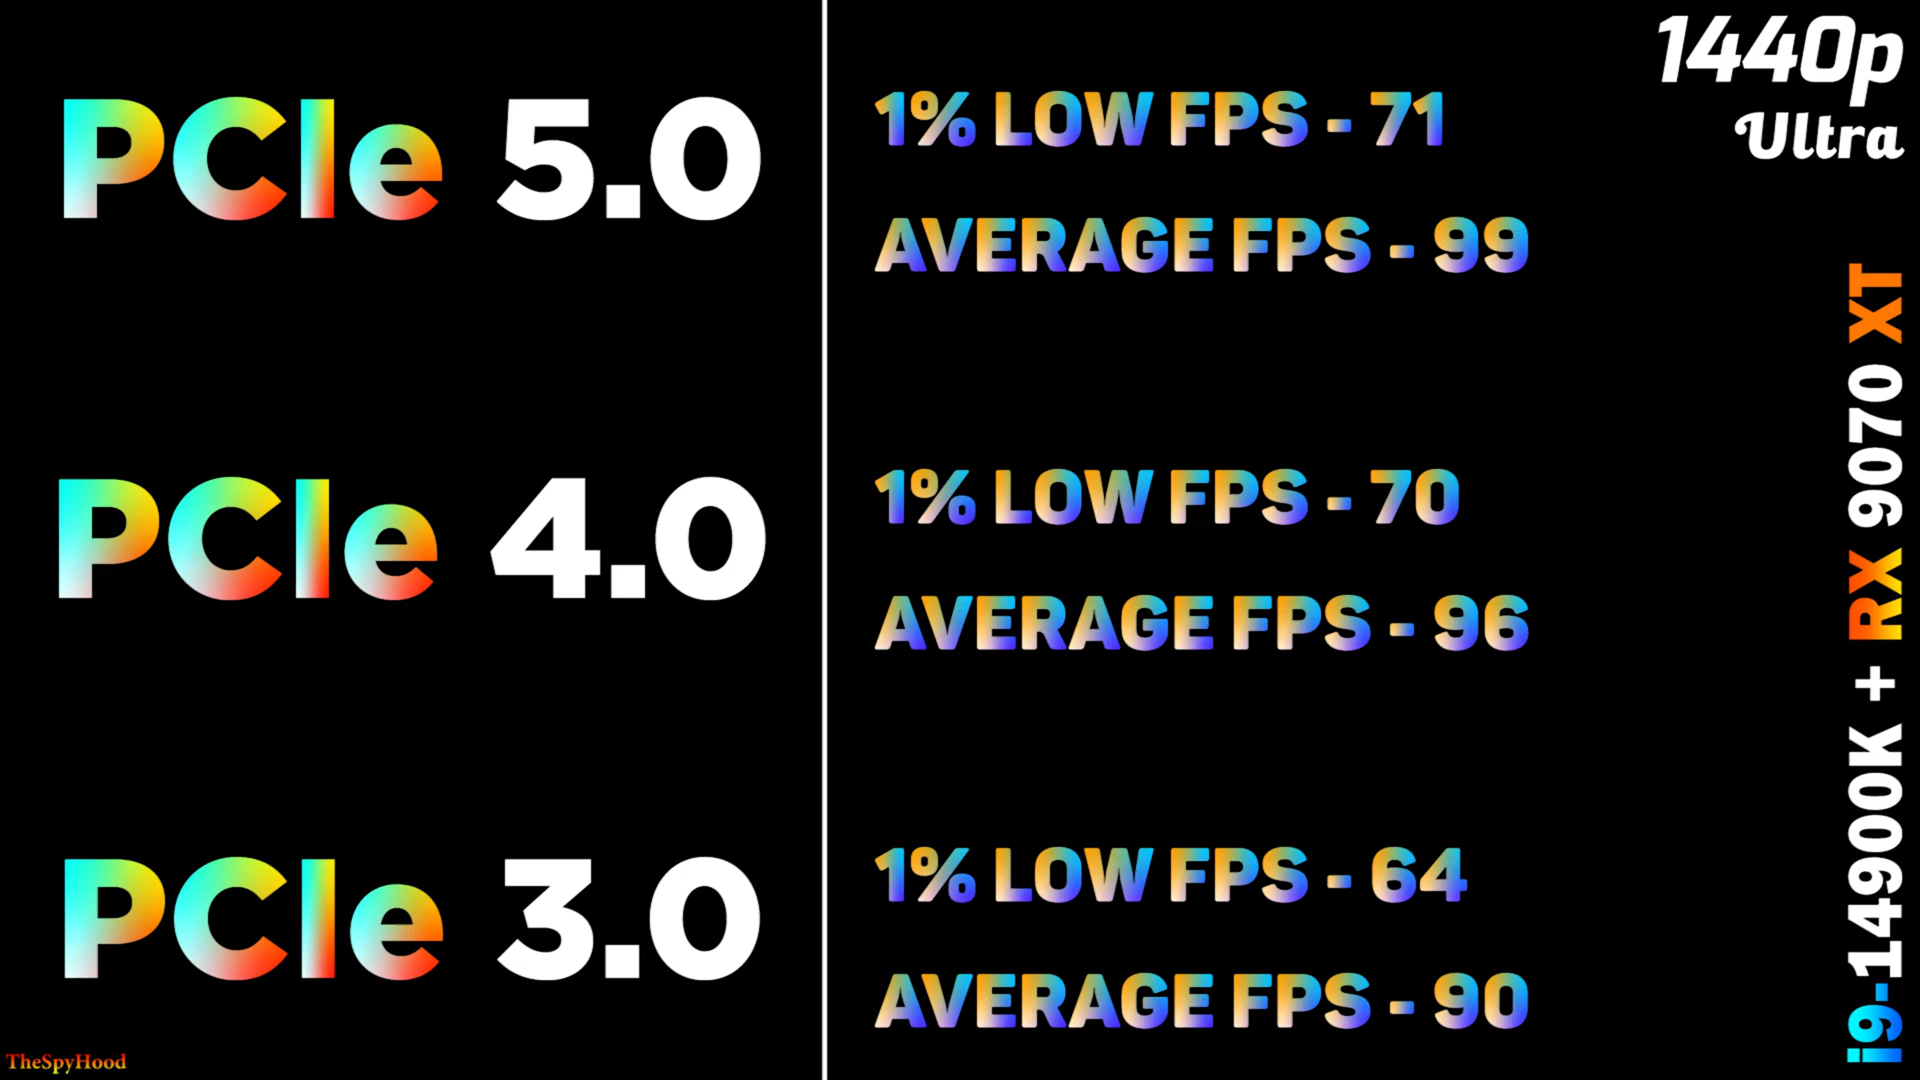 1440p
Ultra
PCIe 5.0
1% LOW FPS - 71
AVERAGE FPS - 99
PCIe 4.0
1% LOW FPS - 70
AVERAGE FPS - 96
PCIe 3.0
1% LOW FPS - 64
AVERAGE FPS - 90
i9-14900K + RX 9070 XT
TheSpyHood